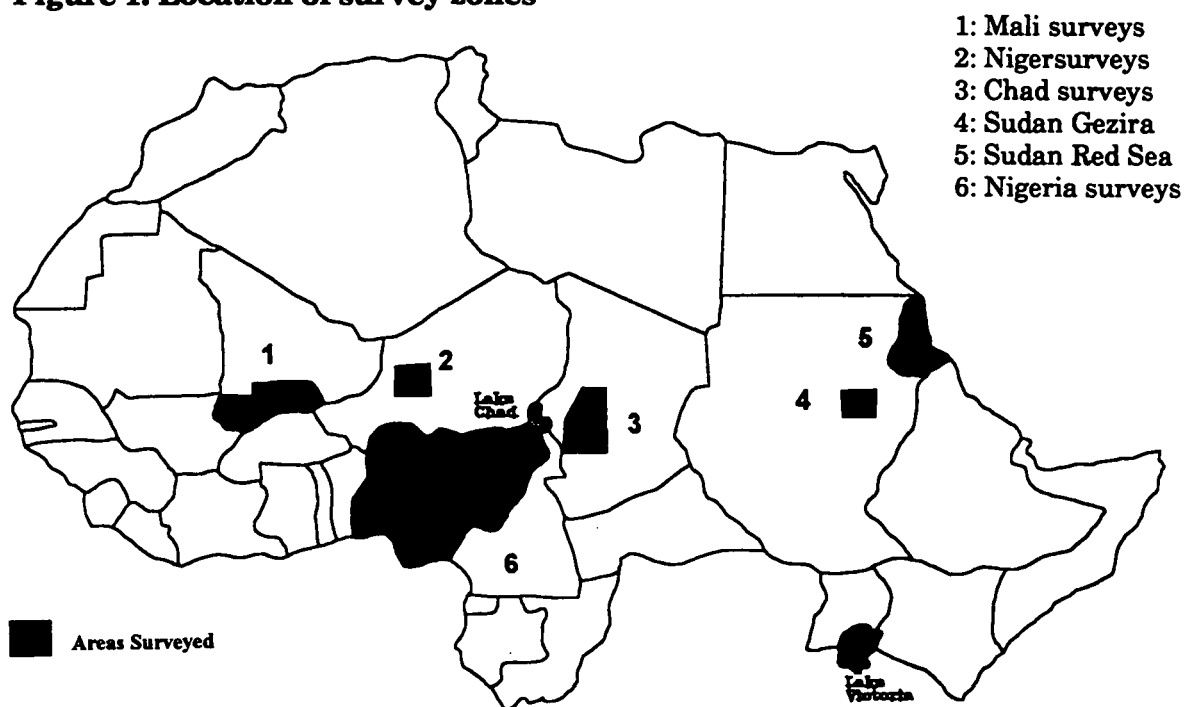 Figure 1. Location of survey zones
1: Mali surveys
2: Nigersurveys
3: Chad surveys
4: Sudan Gezira
5: Sudan Red Sea
6: Nigeria surveys
5
1
2
Lake
Chad
4
3
6
Areas Surveyed
Lake
Victoria